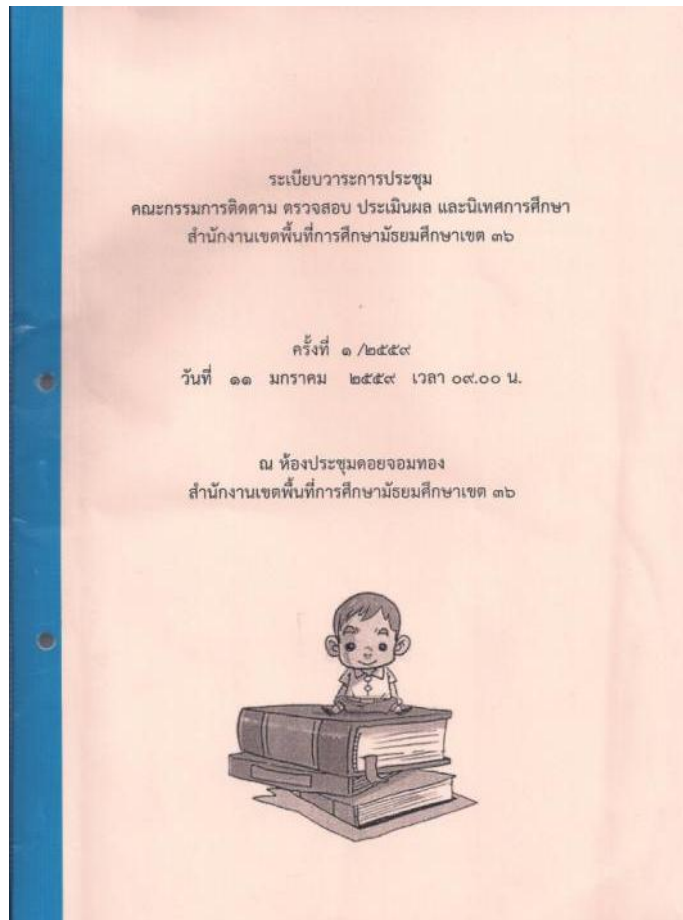 ระเบียบวาระการประชุม
คณะกรรมการติดตาม ตรวจสอบ ประเมินผล และนิเทศการศึกษา
สำนักงานเขตพื้นที่การศึกษามัธยมศึกษาเขต ๓๖
ครั้งที่ ๑ /๒๕๕๙
วันที่ ๑๑ มกราคม ๒๕๕๙ เวลา ๐๙.๐๐ น.
ณ ห้องประชุมดอยจอมทอง
สำนักงานเขตพื้นที่การศึกษามัธยมศึกษาเขต ๓๖